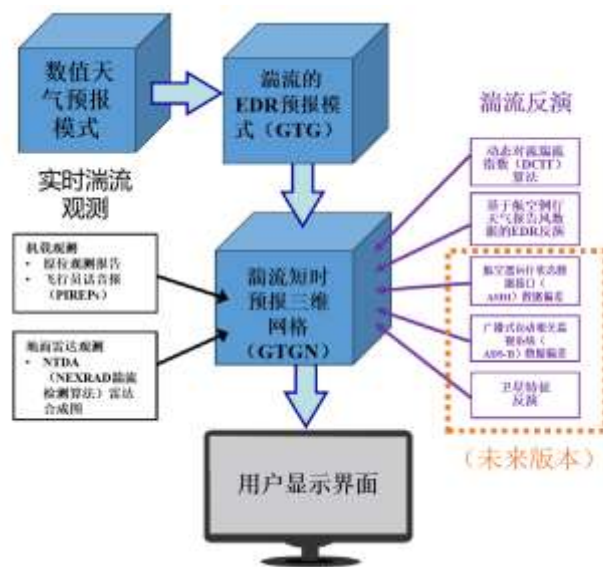 数值天
气预报
模式
湍流的
EDR预报模
式（GTG）
湍流反演
动态对流湍流
指数（DCIT）
算法
基于航空例行
天气报告风数
据的EDR反演
实时湍流
观测
机载观测
• 原位观测报告
• 飞行员话音报
（PIREPs）
地面雷达观测
• NTDA
（NEXRAD湍流
检测算法）雷达
合成图
湍流短时
预报三维
网格
（GTGN）
航空器运行状态数
据接口（
ASDI）数据偏差
广播式自动相关监
视系统（
ADS-B）数据偏差
卫星特征
反演
（未来版本）
用户显示界面